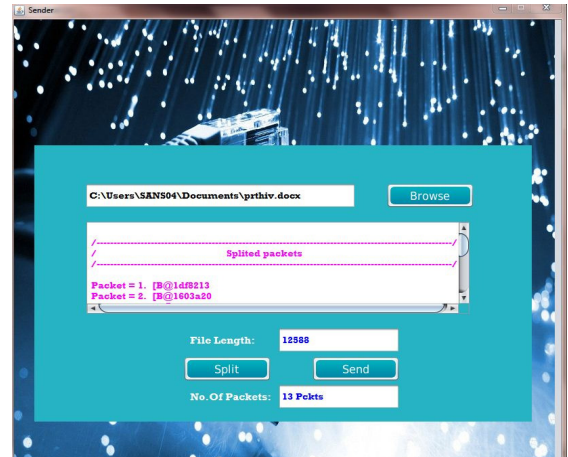 Sender
C:\Users\SANS04\Documents\prthiv.docx
Browse
/------------------------------------------------------------------------/
/ Splited packets
/------------------------------------------------------------------------/
Packet = 1. [B@1df8213
Packet = 2. [B@1603a20
File Length: 12588
Split Send
No.Of Packets: 13 Pckts